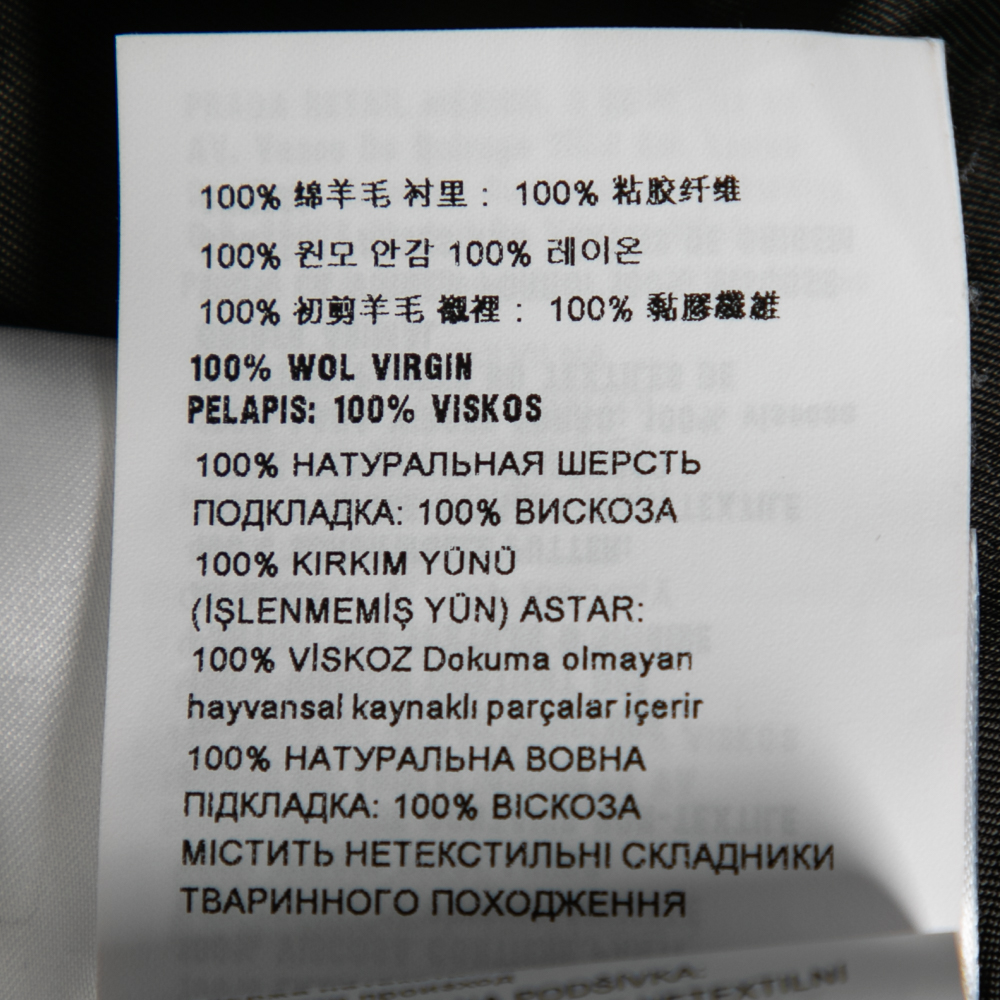 100% 绵羊毛 衬里 : 100% 粘胶纤维
100% 원모 안감 100% 레이온
100% 初剪羊毛 襯裡 : 100% 黏膠纖維
100% WOL VIRGIN
PELAPIS: 100% VISKOS
100% НАТУРАЛЬНАЯ ШЕРСТЬ
ПОДКЛАДКА: 100% ВИСКОЗА
100% KIRKIM YÜNÜ
(İŞLENMEMİŞ YÜN) ASTAR:
100% VİSKOZ Dokuma olmayan
hayvansal kaynaklı parçalar içerir
100% НАТУРАЛЬНА ВОВНА
ПІДКЛАДКА: 100% ВІСКОЗА
МІСТИТЬ НЕТЕКСТИЛЬНІ СКЛАДНИКИ
ТВАРИННОГО ПОХОДЖЕННЯ
PODŠÍVKA:
NETEXTILNÍ